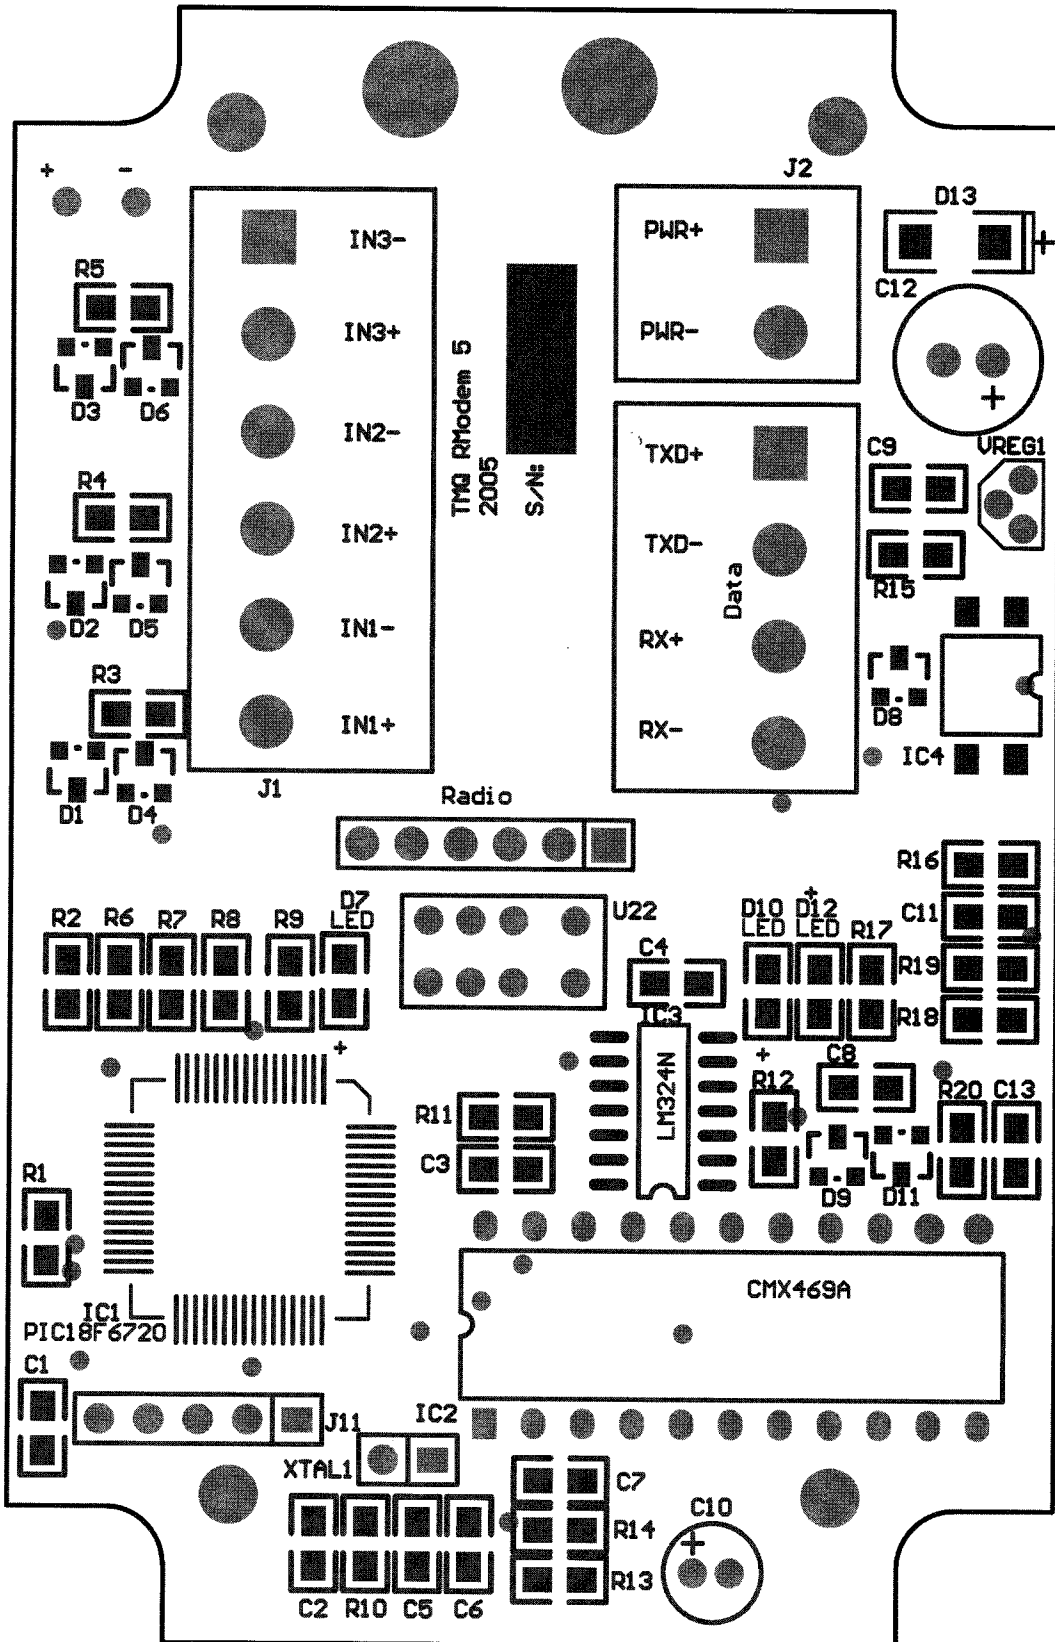 + -
J2
D13
+
IN3-
PWR+
R5
C12
IN3+
PWR-
TMQ RModem 5
2005
S/N:
D3
D6
+
IN2-
TXD+
C9
VREG1
R4
IN2+
TXD-
Data
R15
D2
D5
IN1-
RX+
R3
D8
IN1+
RX-
IC4
D1
D4
J1
Radio
R16
D7
LED
R2
R6
R7
R8
R9
U22
D10
LED
+
D12
LED
R17
C11
C4
R19
IC3
R18
+
+
C8
R12
LM324N
R20
C13
R11
C3
R1
D9
D11
CMX469A
IC1
PIC18F6720
C1
J11
IC2
XTAL1
C7
C10
+
R14
R13
C2
R10
C5
C6